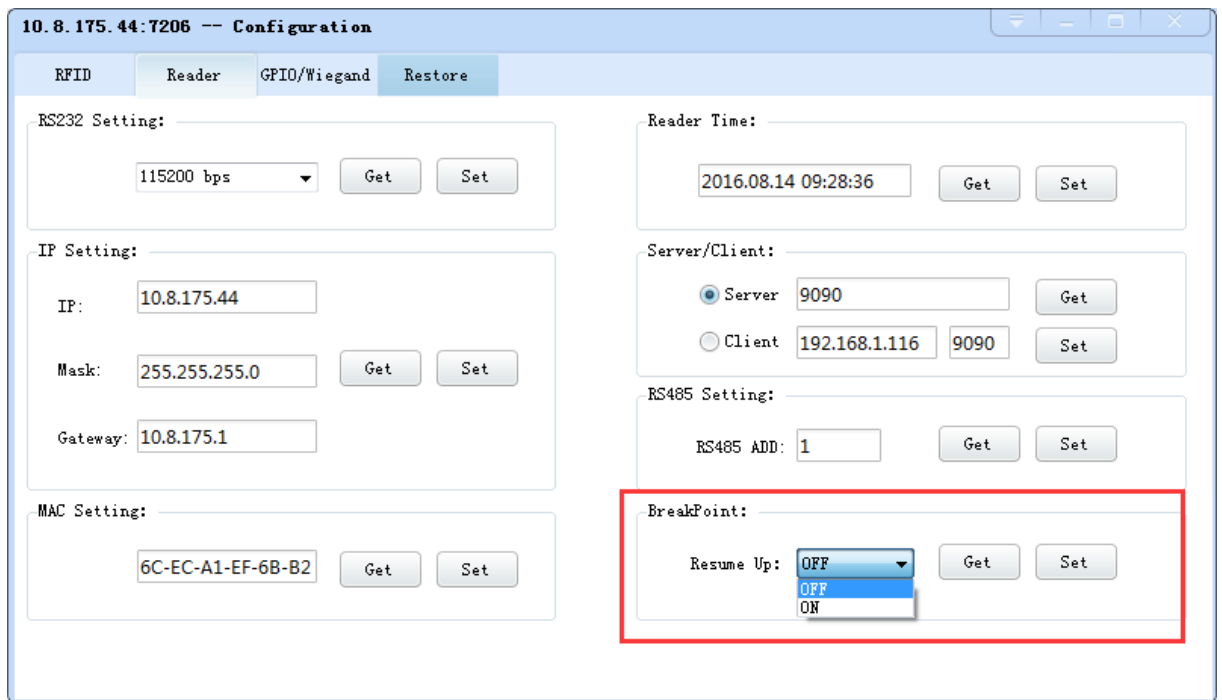 10.8.175.44:7206 -- Configuration
RFID Reader GPIO/Wiegand Restore
RS232 Setting:
115200 bps Get Set
IP Setting:
IP: 10.8.175.44
Mask: 255.255.255.0 Get Set
Gateway: 10.8.175.1
MAC Setting:
6C-EC-A1-EF-6B-B2 Get Set
Reader Time:
2016.08.14 09:28:36 Get Set
Server/Client:
Server 9090 Get
Client 192.168.1.116 9090 Set
RS485 Setting:
RS485 ADD: 1 Get Set
BreakPoint:
Resume Up: OFF Get Set
OFF
ON